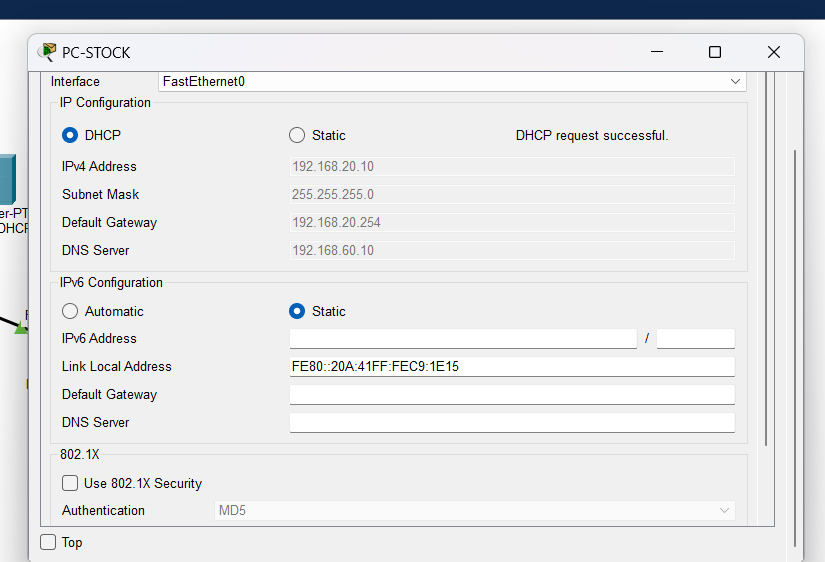 PC-STOCK
Interface FastEthernet0
IP Configuration
DHCP Static DHCP request successful.
IPv4 Address 192.168.20.10
Subnet Mask 255.255.255.0
Default Gateway 192.168.20.254
DNS Server 192.168.60.10
er-PT
DHCP
IPv6 Configuration
Automatic Static
IPv6 Address /
Link Local Address FE80::20A:41FF:FEC9:1E15
Default Gateway
DNS Server
802.1X
Use 802.1X Security
Authentication MD5
Top